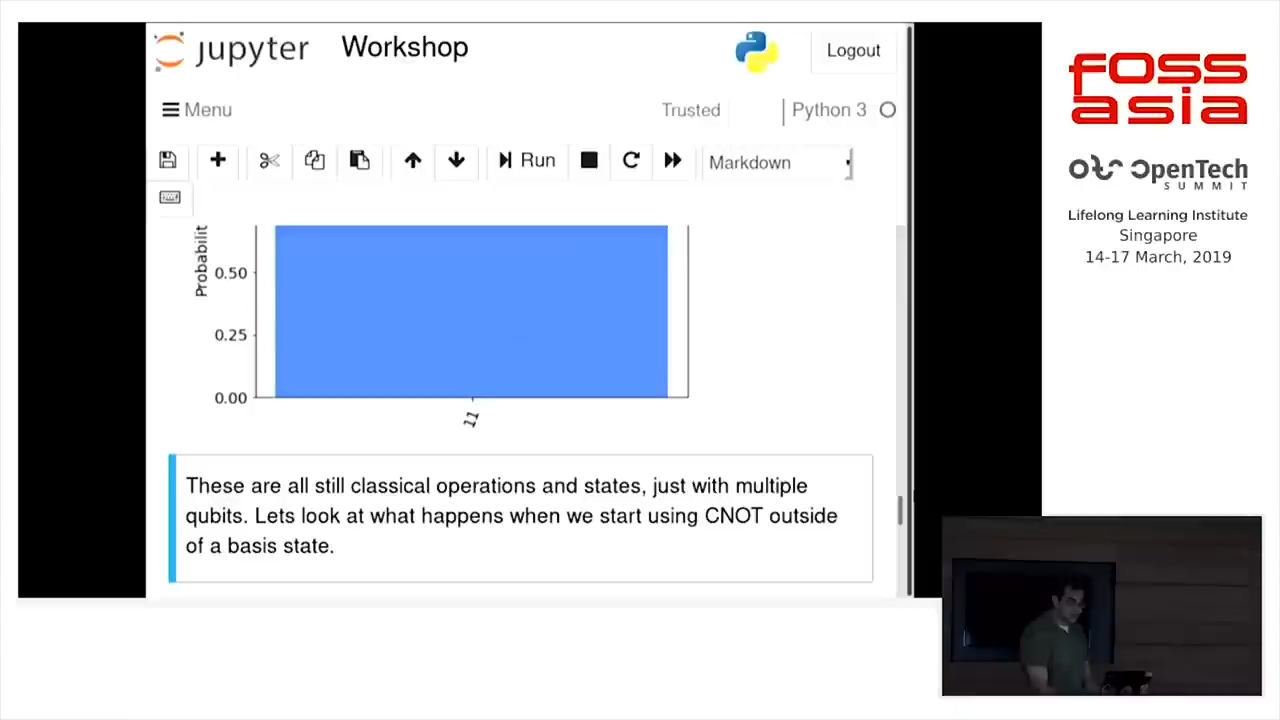 jupyter Workshop
Logout
Menu
Trusted
Python 3
Run
Markdown
Probabilit
0.50
0.25
0.00
11
These are all still classical operations and states, just with multiple
qubits. Lets look at what happens when we start using CNOT outside
of a basis state.
fOSS
asia
OpenTech
SUMMIT
Lifelong Learning Institute
Singapore
14-17 March, 2019